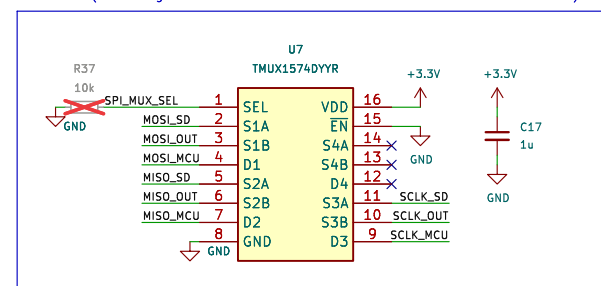 U7
TMUX1574DYYR
R37
10k
SPI_MUX_SEL
GND
1 SEL
MOSI_SD 2 S1A
MOSI_OUT 3 S1B
MOSI_MCU 4 D1
MISO_SD 5 S2A
MISO_OUT 6 S2B
MISO_MCU 7 D2
8 GND
GND
VDD 16
EN 15
S4A 14
S4B 13
D4 12
S3A 11 SCLK_SD
S3B 10 SCLK_OUT
D3 9 SCLK_MCU
+3.3V
GND
+3.3V
C17
1u
GND